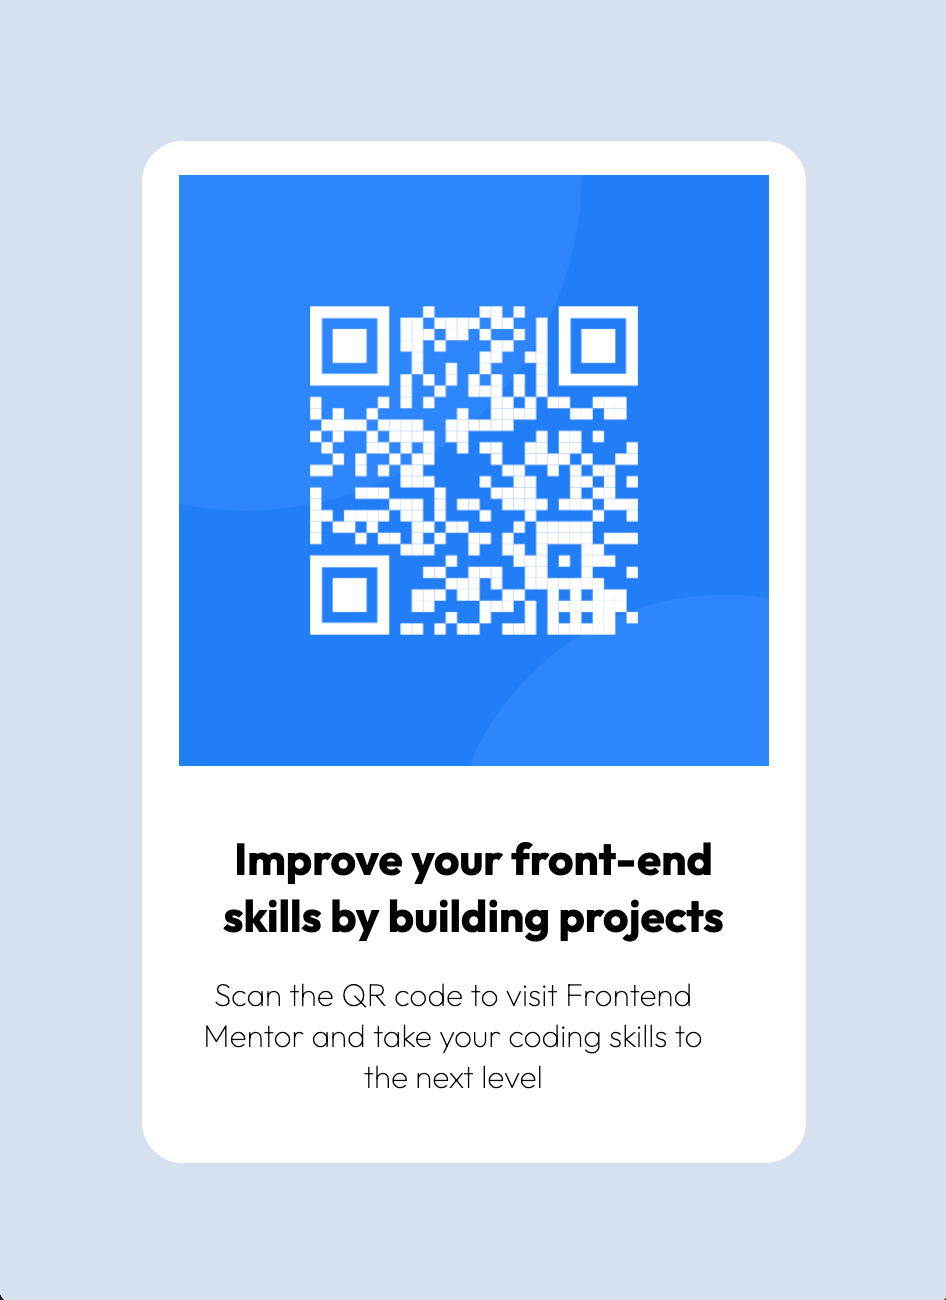 Improve your front-end
skills by building projects
Scan the QR code to visit Frontend
Mentor and take your coding skills to
the next level